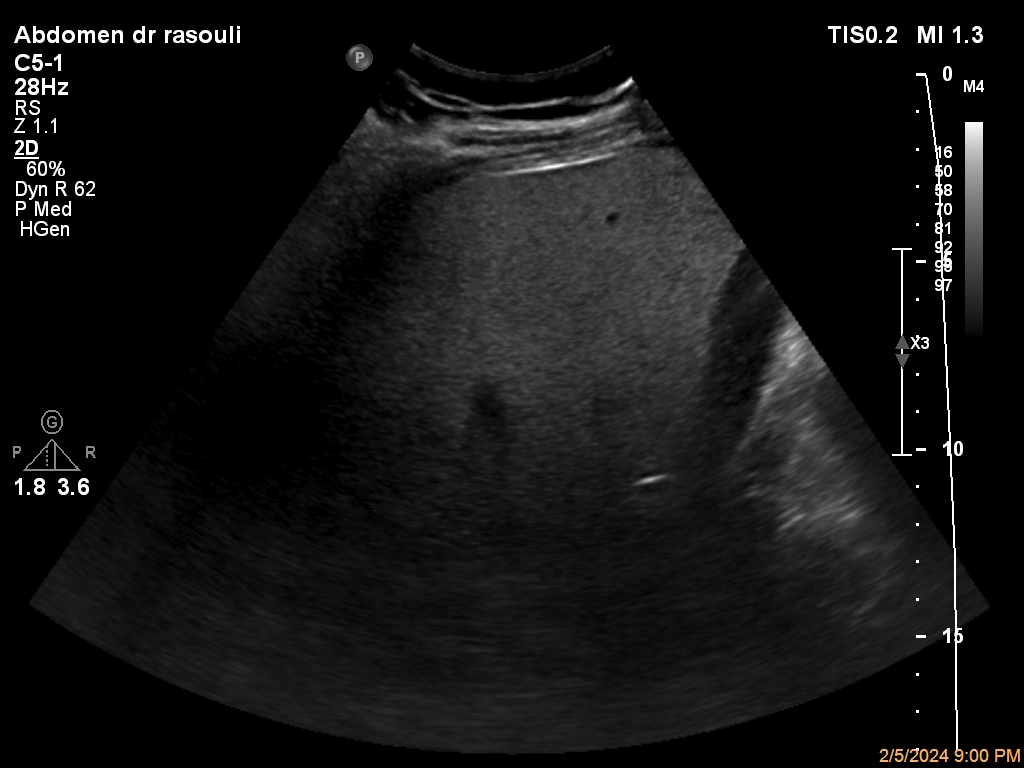 Abdomen dr rasouli
C5-1
28Hz
RS
Z 1.1
2D
60%
Dyn R 62
P Med
HGen
P
TIS0.2 MI 1.3
M4
0
16
50
58
70
81
92
5
97
X3
10
15
G
P R
1.8 3.6
2/5/2024 9:00 PM